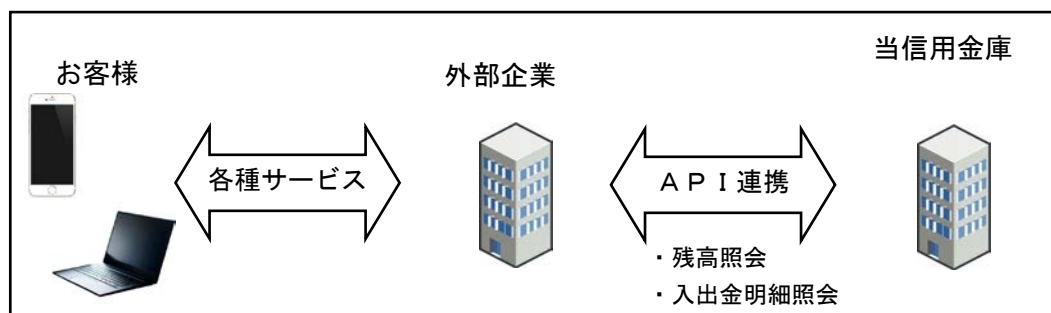 お客様
外部企業
当信用金庫
各種サービス
ＡＰＩ連携
・残高照会
・入出金明細照会